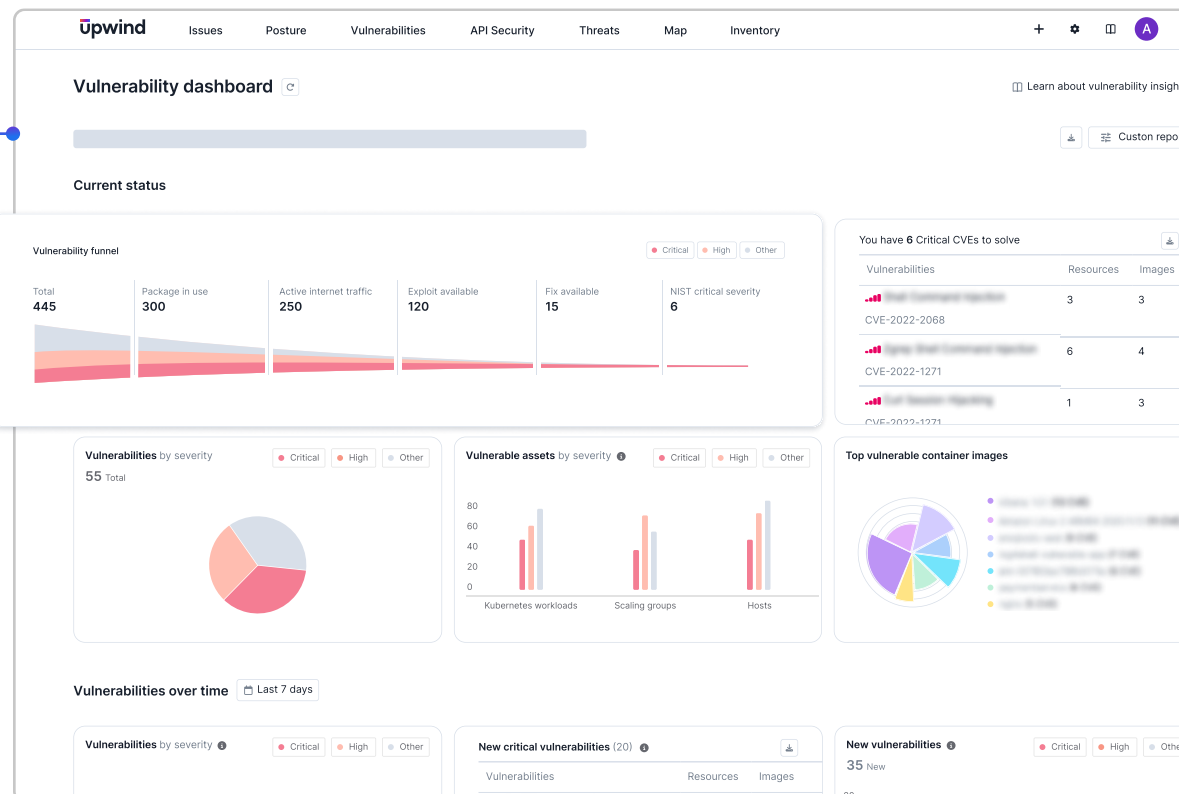 upwind
Issues Posture Vulnerabilities API Security Threats Map Inventory
A
Vulnerability dashboard
Learn about vulnerability insigh
Custon repo
Current status
Vulnerability funnel
Critical High Other
Total Package in use Active internet traffic Exploit available Fix available NIST critical severity
445 300 250 120 15 6
You have 6 Critical CVEs to solve
Vulnerabilities Resources Images
3 3
CVE-2022-2068
6 4
CVE-2022-1271
1 3
CVE-2022-1271
Vulnerabilities by severity
Critical High Other
55 Total
Vulnerable assets by severity
Critical High Other
80
60
40
20
0
Kubernetes workloads Scaling groups Hosts
Top vulnerable container images
Vulnerabilities over time
Last 7 days
Vulnerabilities by severity
Critical High Other
New critical vulnerabilities (20)
Vulnerabilities Resources Images
New vulnerabilities
Critical High Othe
35 New